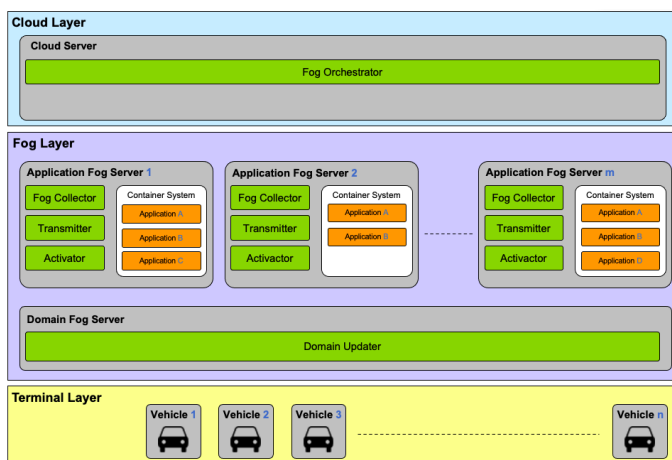 Cloud Layer
Cloud Server
Fog Orchestrator
Fog Layer
Application Fog Server 1
Fog Collector
Transmitter
Activator
Container System
Application A
Application B
Application C
Application Fog Server 2
Fog Collector
Transmitter
Activactor
Container System
Application A
Application B
Application Fog Server m
Fog Collector
Transmitter
Activactor
Container System
Application A
Application B
Application D
Domain Fog Server
Domain Updater
Terminal Layer
Vehicle 1
Vehicle 2
Vehicle 3
Vehicle n